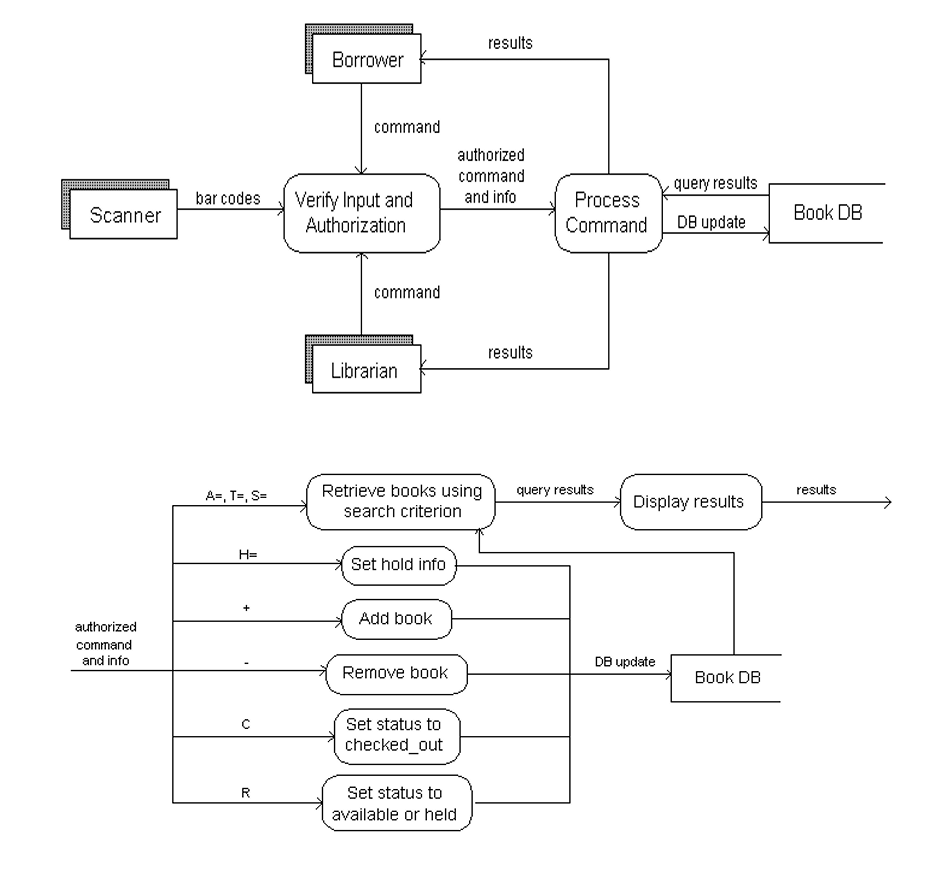 results
Borrower
command
authorized
command
and info
Scanner
bar codes
Verify Input and
Authorization
Process
Command
query results
DB update
Book DB
command
Librarian
results
A=, T=, S=
Retrieve books using
search criterion
query results
Display results
results
H=
Set hold info
+
Add book
authorized
command
and info
-
Remove book
DB update
Book DB
C
Set status to
checked_out
R
Set status to
available or held